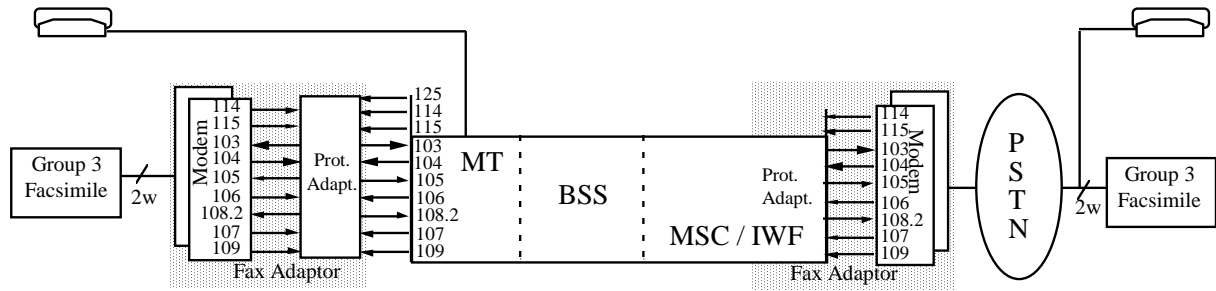 Group 3
Facsimile
2w
Modem
114
115
103
104
105
106
108.2
107
109
Prot.
Adapt.
Fax Adaptor
125
114
115
103
104
105
106
108.2
107
109
MT
BSS
MSC / IWF
Prot.
Adapt.
114
115
103
104
105
106
108.2
107
109
Modem
Fax Adaptor
P
S
T
N
2w
Group 3
Facsimile